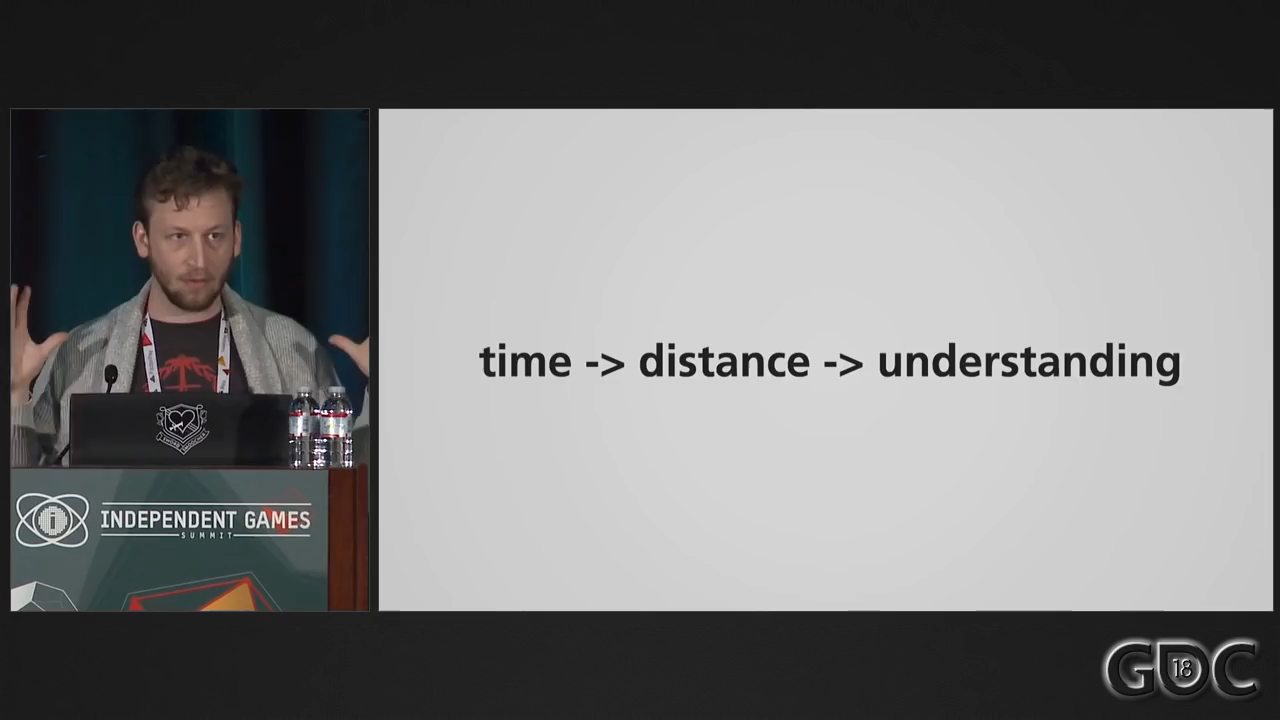 time -> distance -> understanding
INDEPENDENT GAMES
SUMMIT
GDC
18